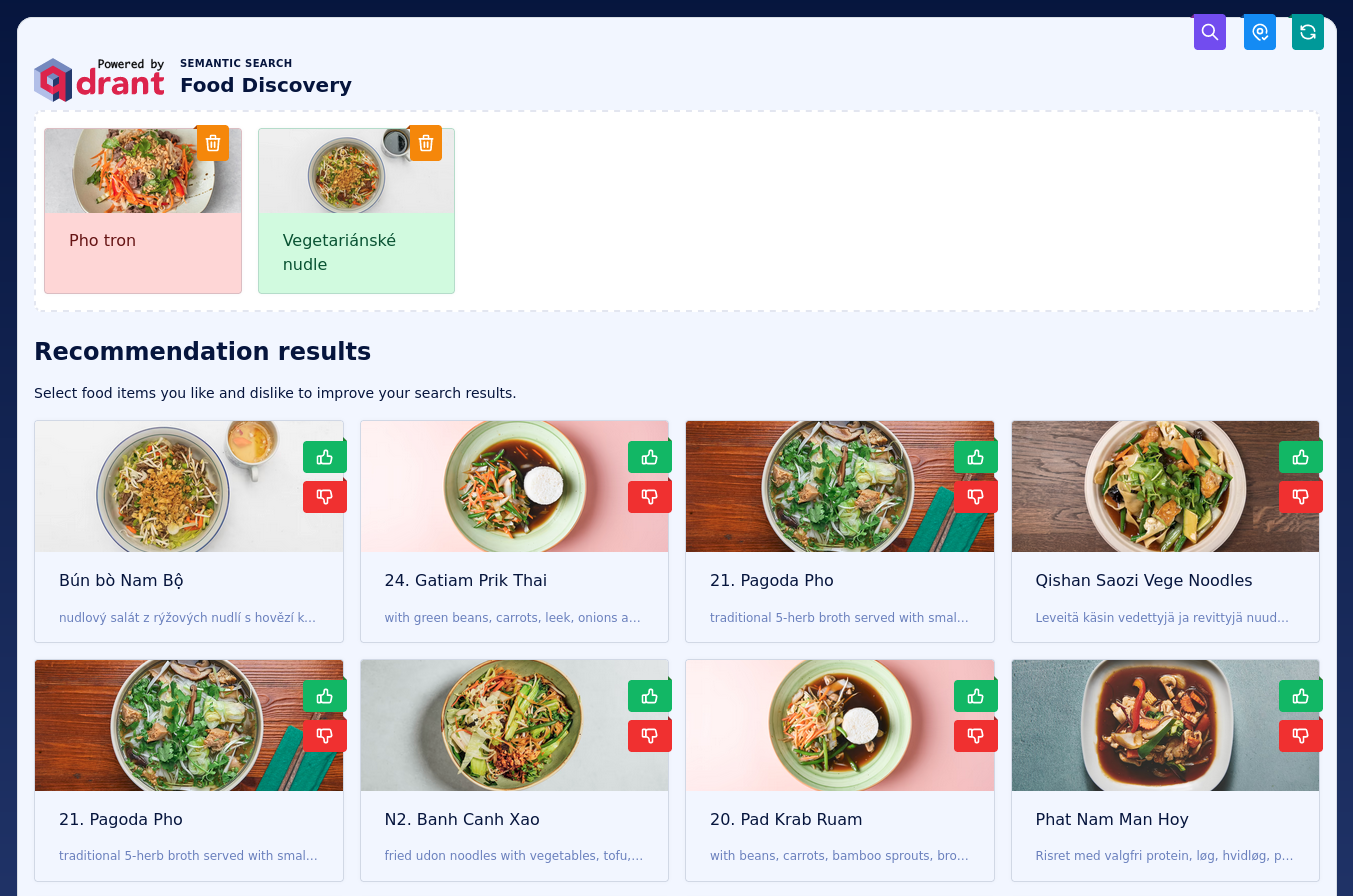 Powered by
qdrant
SEMANTIC SEARCH
Food Discovery
Pho tron
Vegetariánské
nudle
Recommendation results
Select food items you like and dislike to improve your search results.
Bún bò Nam Bộ
24. Gatiam Prik Thai
21. Pagoda Pho
Qishan Saozi Vege Noodles
nudlový salát z rýžových nudlí s hovězí k...
with green beans, carrots, leek, onions a...
traditional 5-herb broth served with smal...
Leveitä käsin vedettyjä ja revittyjä nuud...
21. Pagoda Pho
N2. Banh Canh Xao
20. Pad Krab Ruam
Phat Nam Man Hoy
traditional 5-herb broth served with smal...
fried udon noodles with vegetables, tofu,...
with beans, carrots, bamboo sprouts, bro...
Risret med valgfri protein, løg, hvidløg, p...